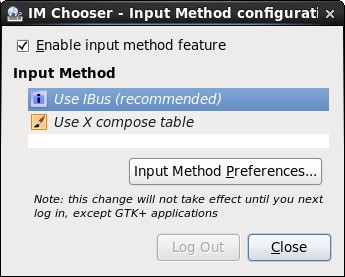 IM Chooser - Input Method configurati
Enable input method feature
Input Method
Use IBus (recommended)
Use X compose table
Input Method Preferences...
Note: this change will not take effect until you next
log in, except GTK+ applications
Log Out
Close